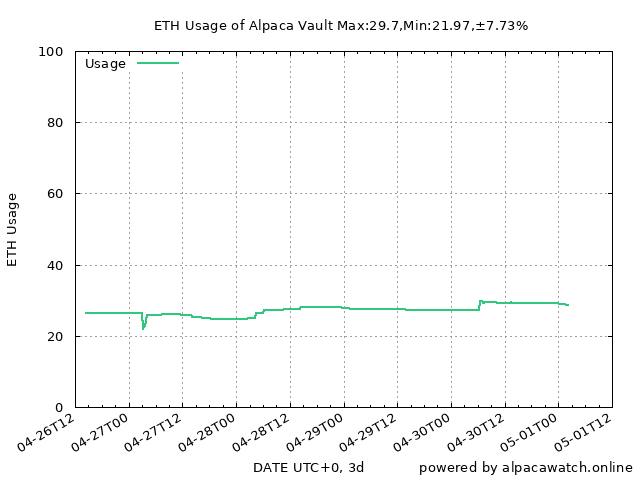 ETH Usage of Alpaca Vault Max:29.7,Min:21.97,±7.73%
Usage
ETH Usage
100
80
60
40
20
0
04-26T12
04-27T00
04-27T12
04-28T00
04-28T12
04-29T00
04-29T12
04-30T00
04-30T12
05-01T00
05-01T12
DATE UTC+0, 3d
powered by alpacawatch.online